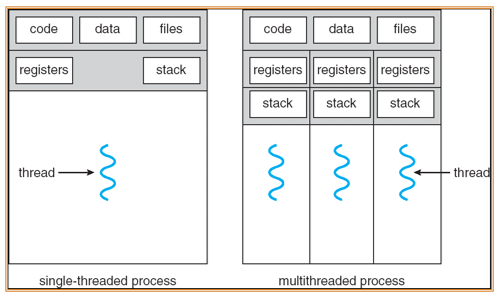 code data files
registers stack
thread
single-threaded process
code data files
registers registers registers
stack stack stack
thread
multithreaded process